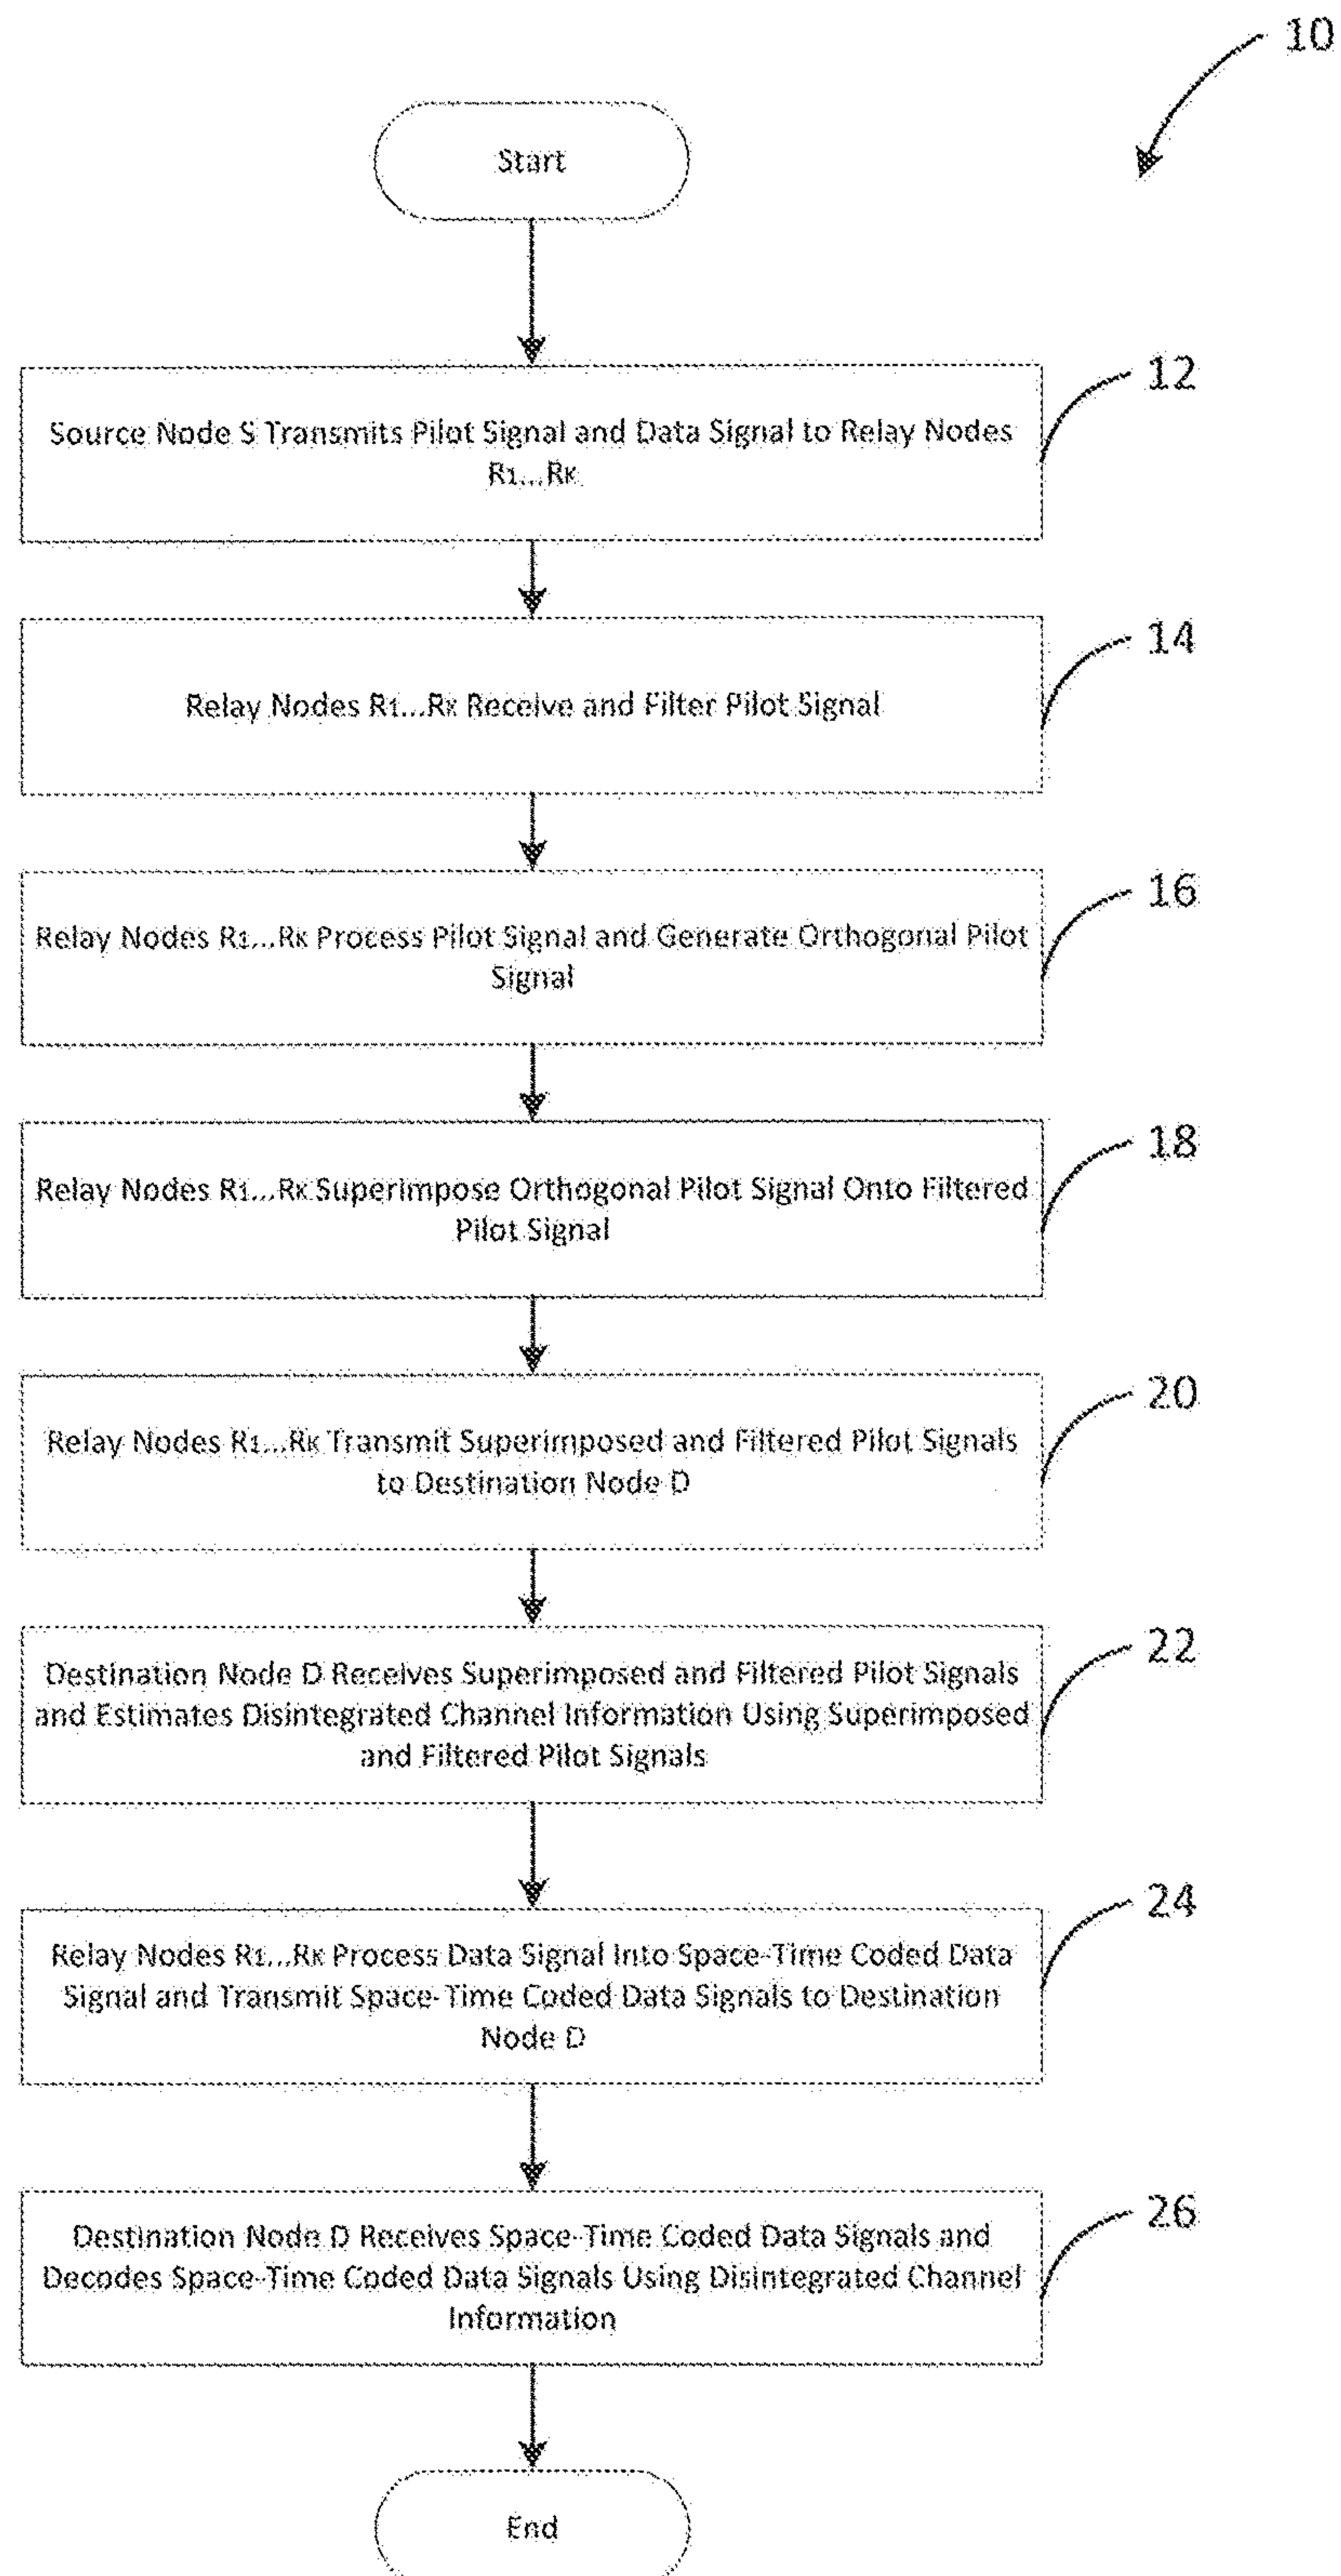 10
Start
12
Source Node S Transmits Pilot Signal and Data Signal to Relay Nodes
R1...RK
14
Relay Nodes R1...RK Receive and Filter Pilot Signal
16
Relay Nodes R1...RK Process Pilot Signal and Generate Orthogonal Pilot
Signal
18
Relay Nodes R1...RK Superimpose Orthogonal Pilot Signal Onto Filtered
Pilot Signal
20
Relay Nodes R1...RK Transmit Superimposed and Filtered Pilot Signals
to Destination Node D
22
Destination Node D Receives Superimposed and Filtered Pilot Signals
and Estimates Disintegrated Channel Information Using Superimposed
and Filtered Pilot Signals
24
Relay Nodes R1...RK Process Data Signal Into Space-Time Coded Data
Signal and Transmit Space-Time Coded Data Signals to Destination
Node D
26
Destination Node D Receives Space-Time Coded Data Signals and
Decodes Space-Time Coded Data Signals Using Disintegrated Channel
Information
End